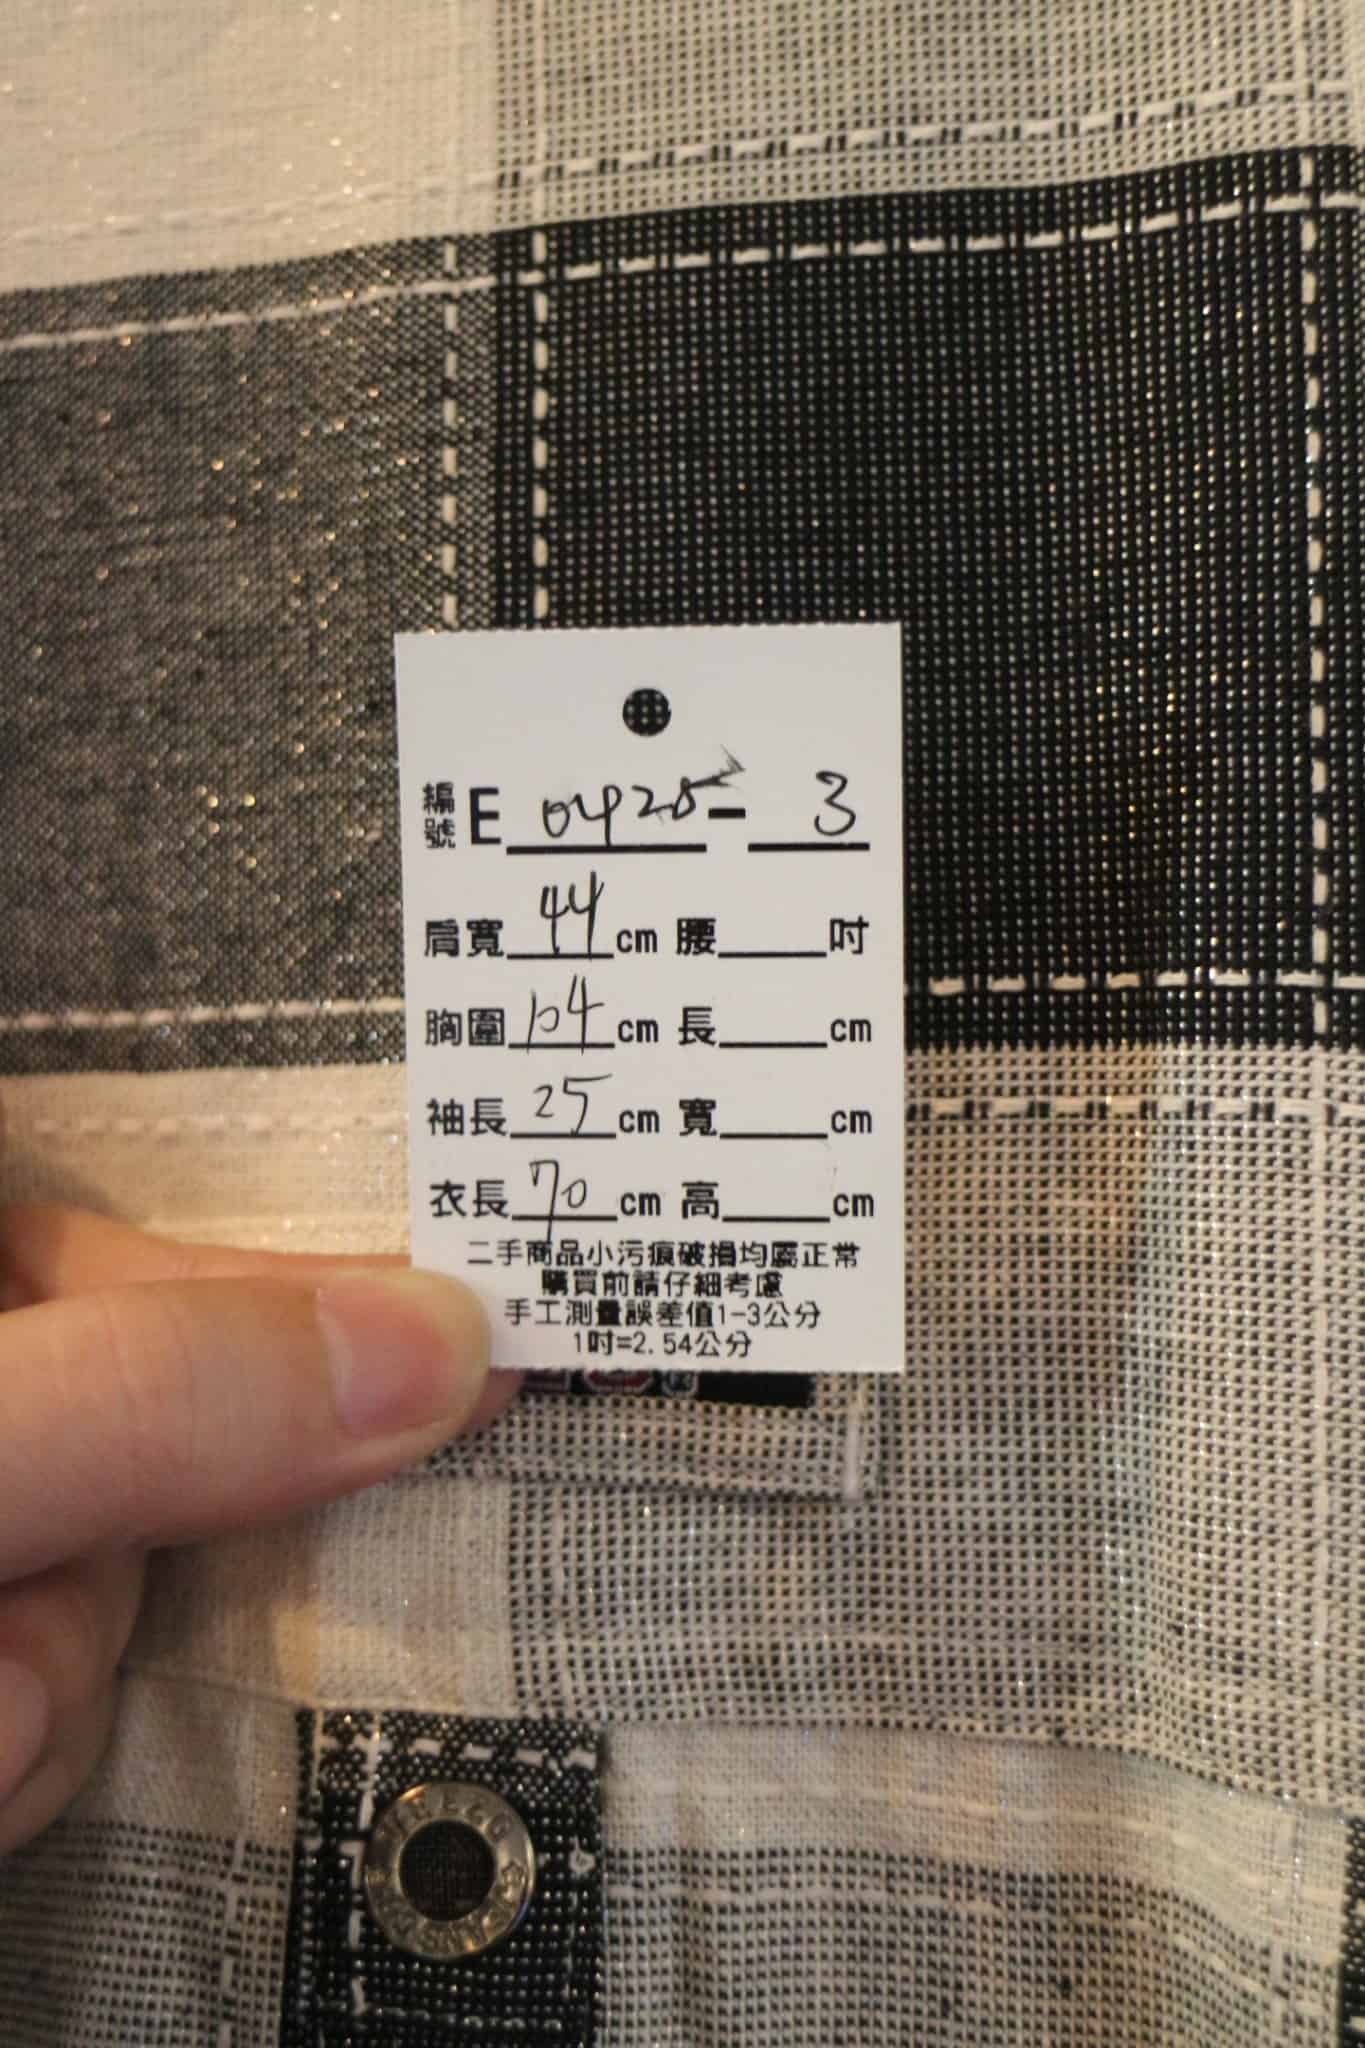 編號 E 0425 - 3
肩寬 44 cm 腰 吋
胸圍 104 cm 長 cm
袖長 25 cm 寬 cm
衣長 70 cm 高 cm
二手商品小污痕破損均屬正常
購買前請仔細考慮
手工測量誤差值1-3公分
1吋=2.54公分